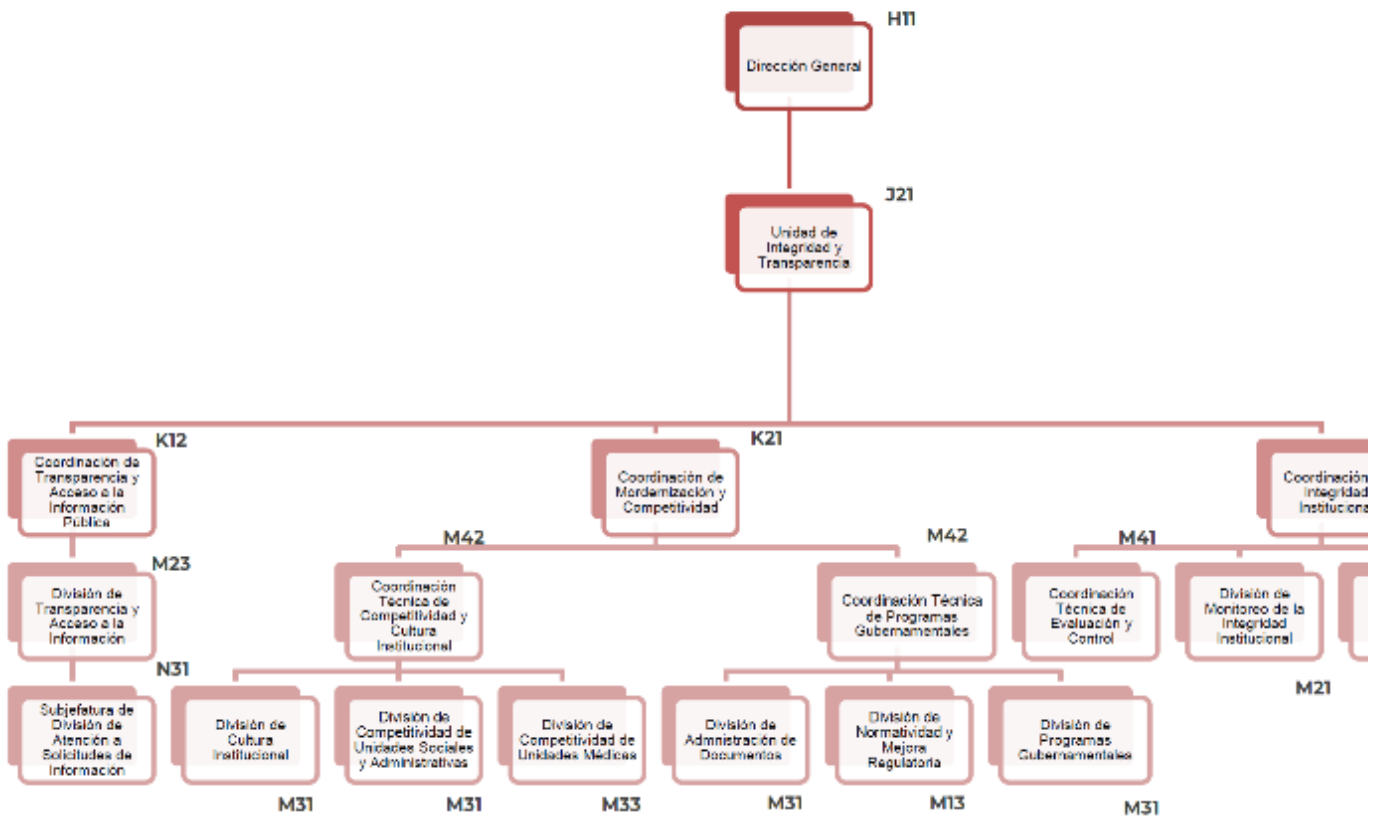 H11
Dirección General
J21
Unidad de
Integridad y
Transparencia
K12
Coordinación de
Transparencia y
Acceso a la
Información
Pública
K21
Coordinación de
Mordernización y
Competitividad
Coordinación
Integridad
Instituciona
M23
División de
Transparencia y
Acceso a la
Información
M42
Coordinación
Técnica de
Competitividad y
Cultura
Institucional
M42
Coordinación Técnica
de Programas
Gubernamentales
M41
Coordinación
Técnica de
Evaluación y
Control
División de
Monitoreo de la
Integridad
Institucional
M21
N31
Subjefatura de
División de
Atención a
Solicitudes de
Información
División de
Cultura
Institucional
M31
División de
Competitividad de
Unidades Sociales
y Administrativas
M31
División de
Competitividad de
Unidades Médicas
M33
División de
Admnistración de
Documentos
M31
División de
Normatividad y
Mejora
Regulatoria
M13
División de
Programas
Gubernamentales
M31